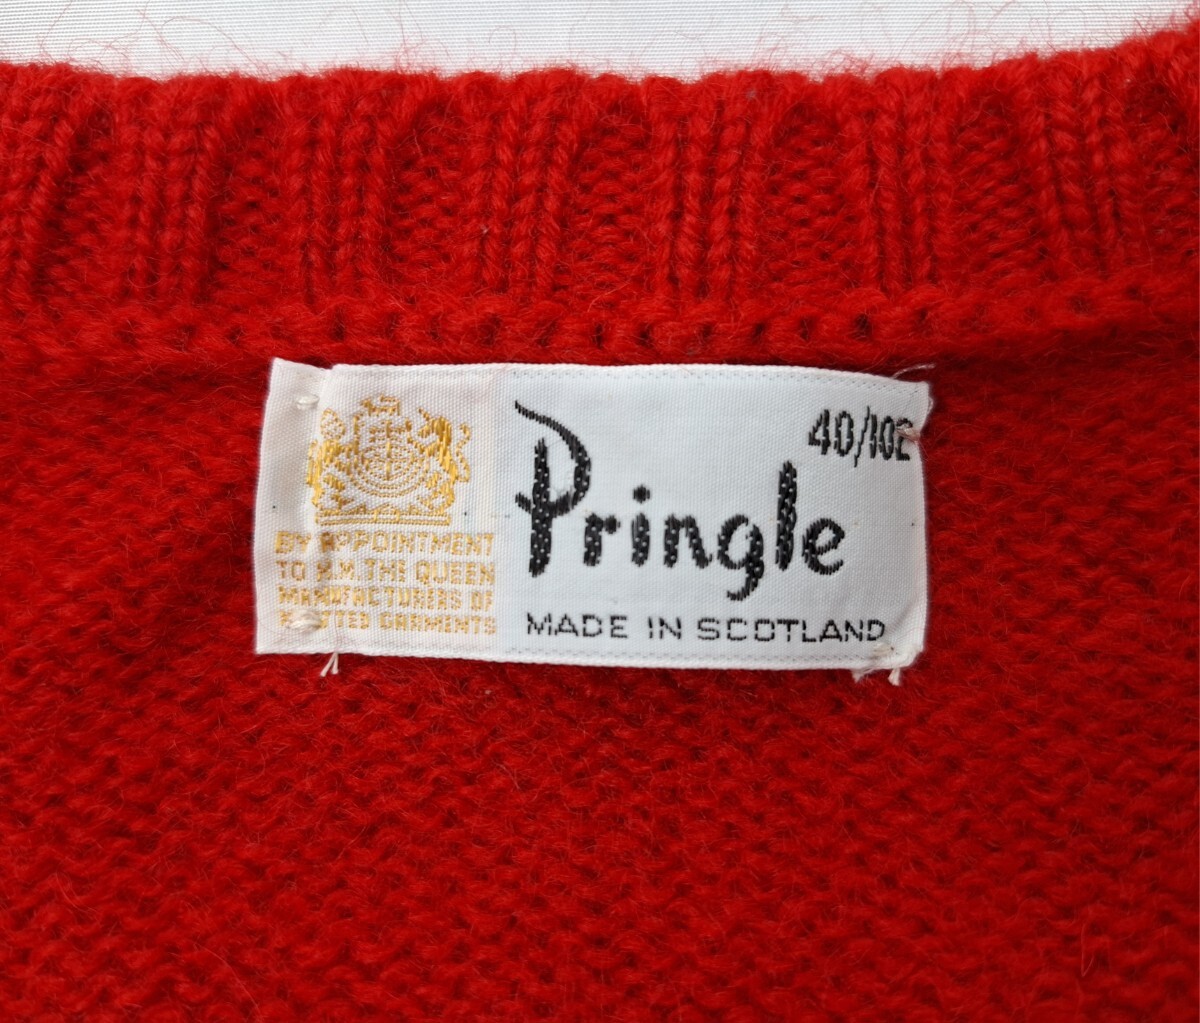 BY APPOINTMENT
TO H.M. THE QUEEN
MANUFACTURERS OF
KNITTED GARMENTS
40/102
Pringle
MADE IN SCOTLAND